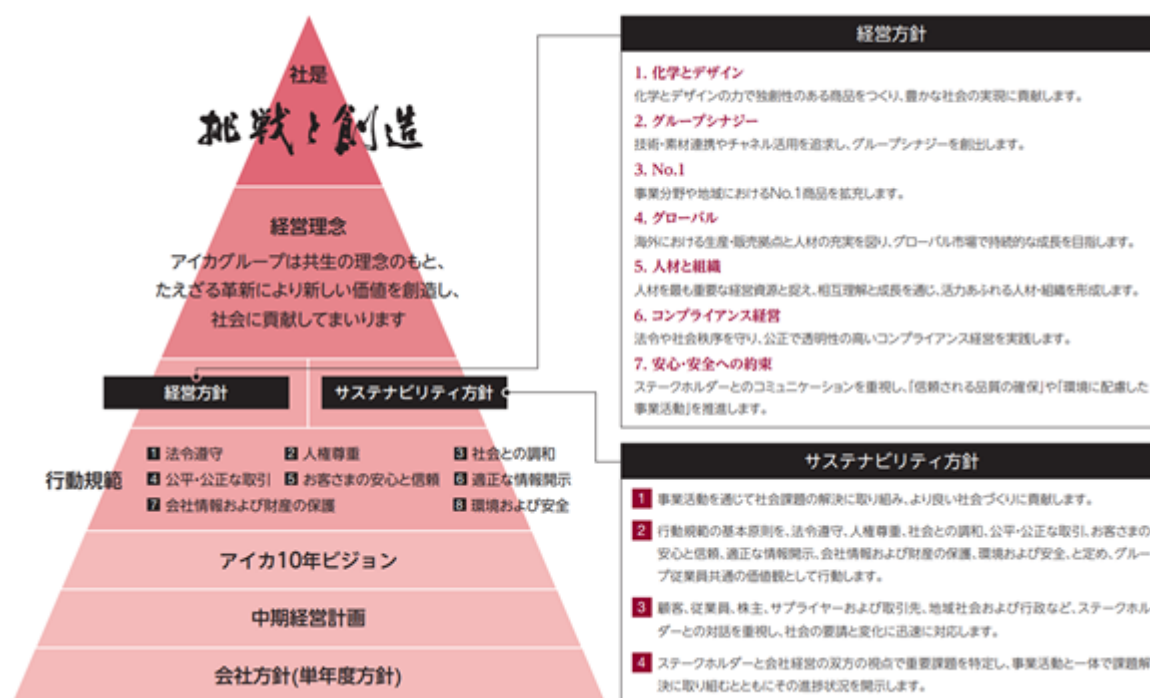 社是
挑戦と創造
経営理念
アイカグループは共生の理念のもと、
たえざる革新により新しい価値を創造し、
社会に貢献してまいります
経営方針
サステナビリティ方針
行動規範
1 法令遵守 2 人権尊重 3 社会との調和
4 公平・公正な取引 5 お客さまの安心と信頼 6 適正な情報開示
7 会社情報および財産の保護 8 環境および安全
アイカ10年ビジョン
中期経営計画
会社方針(単年度方針)
経営方針
1. 化学とデザイン
化学とデザインの力で独創性のある商品をつくり、豊かな社会の実現に貢献します。
2. グループシナジー
技術・素材連携やチャネル活用を追求し、グループシナジーを創出します。
3. No.1
事業分野や地域におけるNo.1商品を拡充します。
4. グローバル
海外における生産・販売拠点と人材の充実を図り、グローバル市場で持続的な成長を目指します。
5. 人材と組織
人材を最も重要な経営資源と捉え、相互理解と成長を通じ、活力あふれる人材・組織を形成します。
6. コンプライアンス経営
法令や社会秩序を守り、公正で透明性の高いコンプライアンス経営を実践します。
7. 安心・安全への約束
ステークホルダーとのコミュニケーションを重視し、「信頼される品質の確保」や「環境に配慮した
事業活動」を推進します。
サステナビリティ方針
1 事業活動を通じて社会課題の解決に取り組み、より良い社会づくりに貢献します。
2 行動規範の基本原則を、法令遵守、人権尊重、社会との調和、公平・公正な取引、お客さまの
安心と信頼、適正な情報開示、会社情報および財産の保護、環境および安全、と定め、グルー
プ従業員共通の価値観として行動します。
3 顧客、従業員、株主、サプライヤーおよび取引先、地域社会および行政など、ステークホル
ダーとの対話を重視し、社会の要請と変化に迅速に対応します。
4 ステークホルダーと会社経営の双方の視点で重要課題を特定し、事業活動と一体で課題解
決に取り組むとともにその進捗状況を開示します。